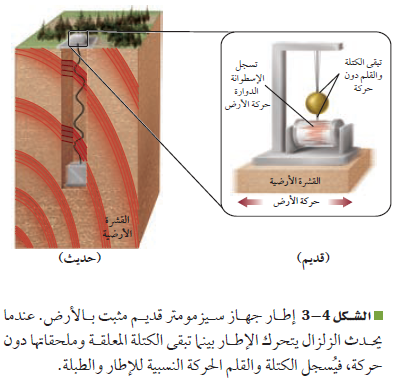 تبقى الكتلة
والقلم دون
حركة
تسجل
الإسطوانة
الدوارة
حركة الأرض
القشرة الأرضية
حركة الأرض
(قديم)
القشرة
الأرضية
(حديث)
الشكل 4–3 إطار جهاز سيزمومتر قديم مثبت بالأرض. عندما
يحدث الزلزال يتحرك الإطار بينما تبقى الكتلة المعلقة وملحقاتها دون
حركة، فيُسجل الكتلة والقلم الحركة النسبية للإطار والطبلة.